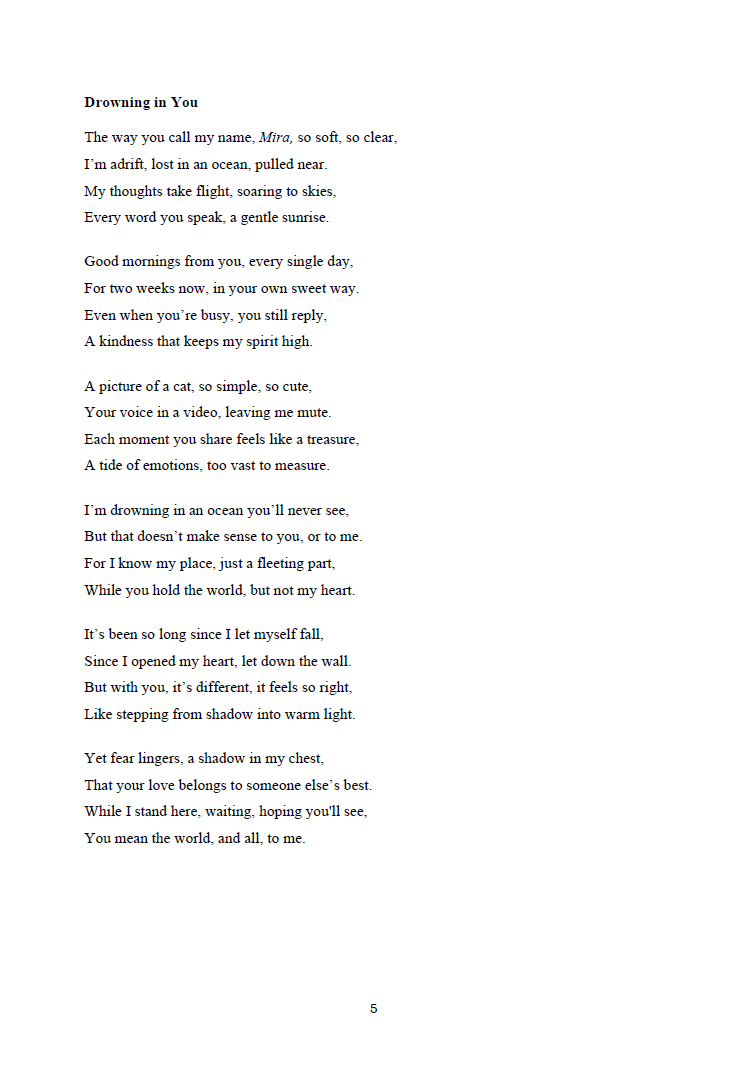 Drowning in You
The way you call my name, Mira, so soft, so clear,
I’m adrift, lost in an ocean, pulled near.
My thoughts take flight, soaring to skies,
Every word you speak, a gentle sunrise.
Good mornings from you, every single day,
For two weeks now, in your own sweet way.
Even when you’re busy, you still reply,
A kindness that keeps my spirit high.
A picture of a cat, so simple, so cute,
Your voice in a video, leaving me mute.
Each moment you share feels like a treasure,
A tide of emotions, too vast to measure.
I’m drowning in an ocean you’ll never see,
But that doesn’t make sense to you, or to me.
For I know my place, just a fleeting part,
While you hold the world, but not my heart.
It’s been so long since I let myself fall,
Since I opened my heart, let down the wall.
But with you, it’s different, it feels so right,
Like stepping from shadow into warm light.
Yet fear lingers, a shadow in my chest,
That your love belongs to someone else’s best.
While I stand here, waiting, hoping you'll see,
You mean the world, and all, to me.
5